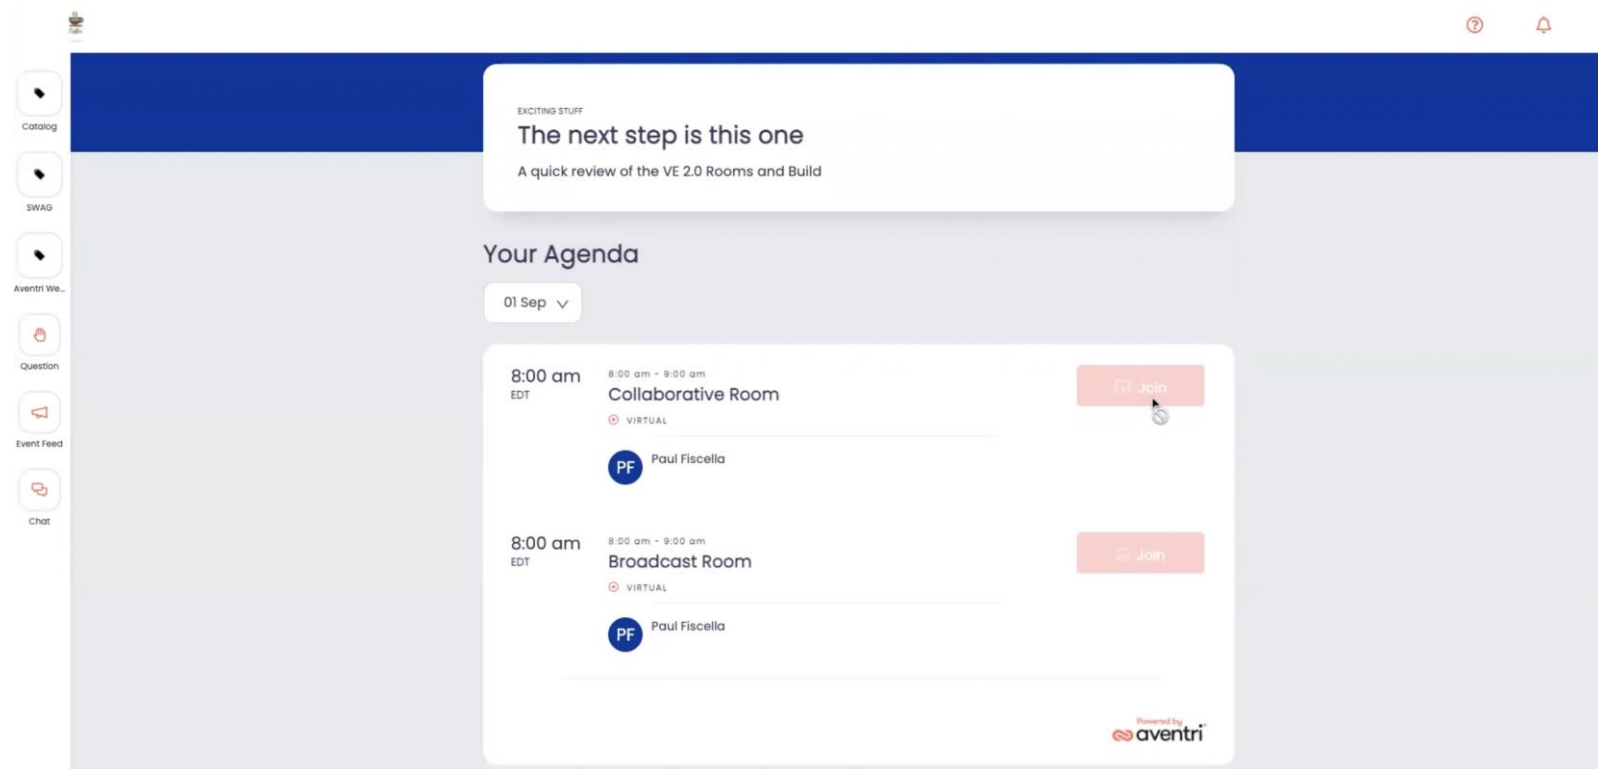 Coffee
Catalog
SWAG
Aventri We...
Question
Event Feed
Chat
EXCITING STUFF
The next step is this one
A quick review of the VE 2.0 Rooms and Build
Your Agenda
01 Sep
8:00 am
EDT
8:00 am - 9:00 am
Collaborative Room
VIRTUAL
PF
Paul Fiscella
Join
8:00 am
EDT
8:00 am - 9:00 am
Broadcast Room
VIRTUAL
PF
Paul Fiscella
Join
Powered by
aventri